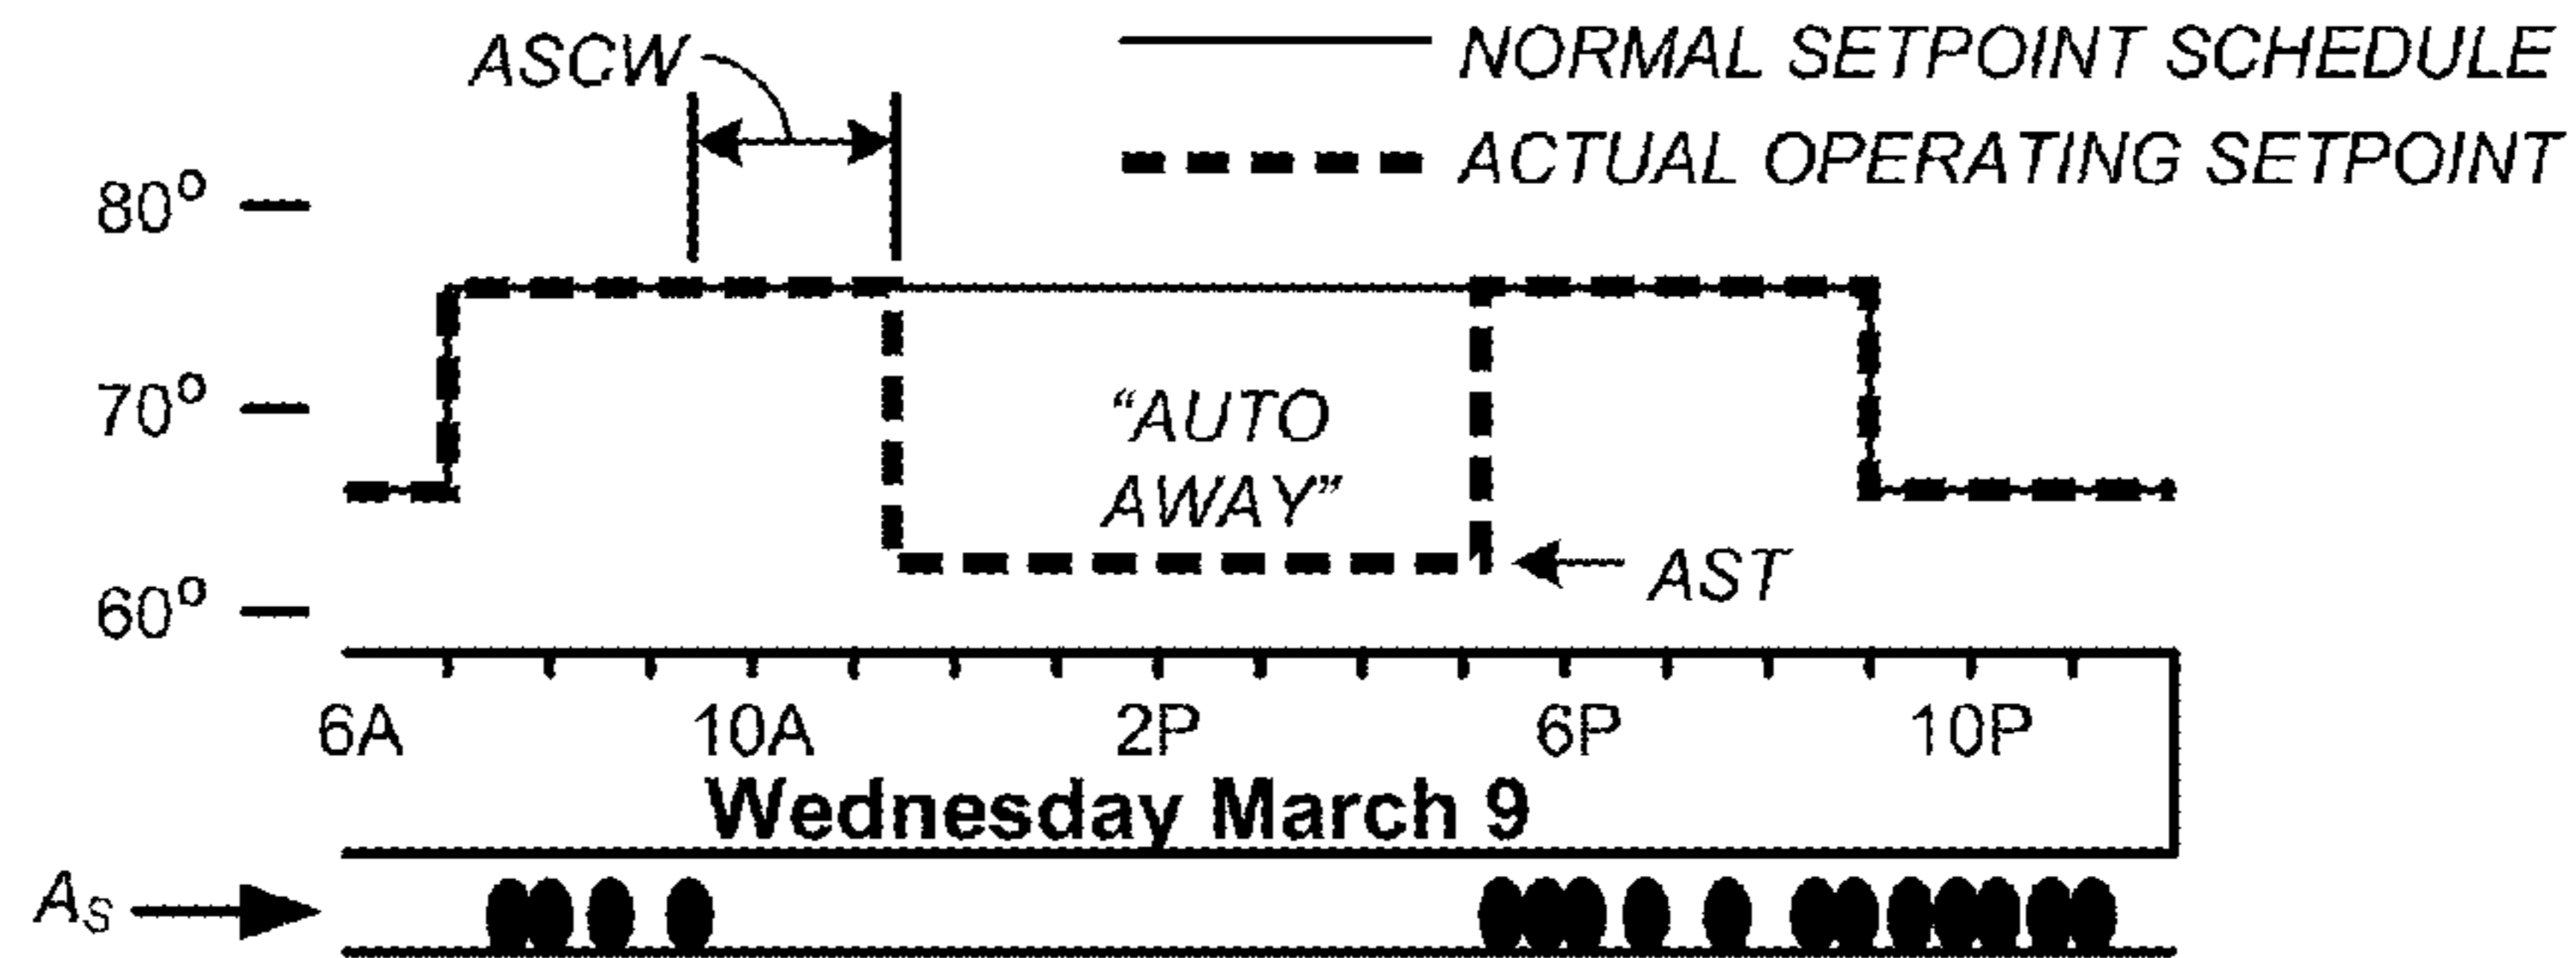 ASCW
NORMAL SETPOINT SCHEDULE
ACTUAL OPERATING SETPOINT
80°
70°
60°
“AUTO
AWAY”
AST
6A 10A 2P 6P 10P
Wednesday March 9
As